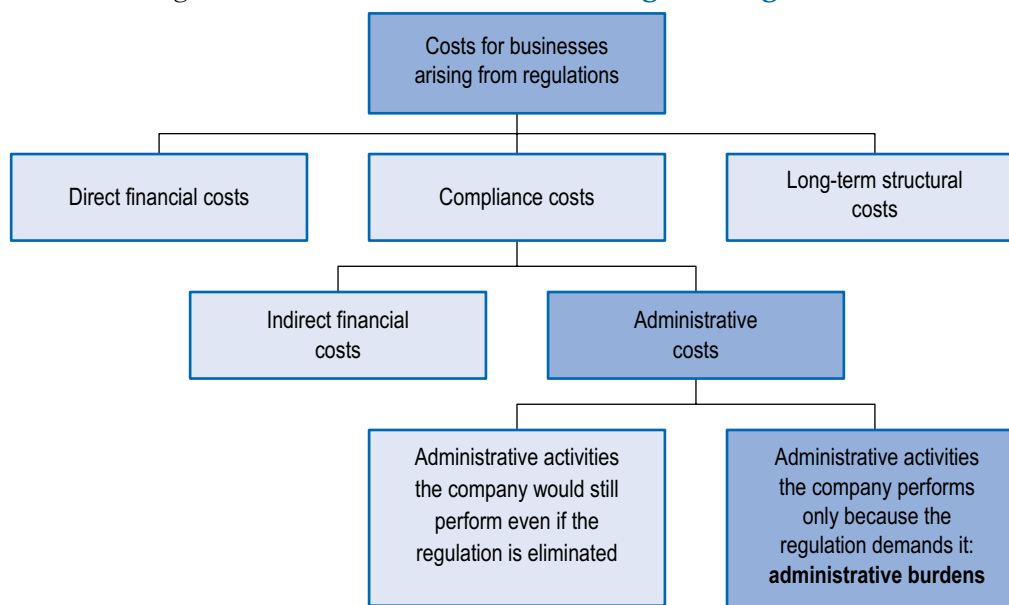 Costs for businesses
arising from regulations
Direct financial costs
Compliance costs
Long-term structural
costs
Indirect financial
costs
Administrative
costs
Administrative activities
the company would still
perform even if the
regulation is eliminated
Administrative activities
the company performs
only because the
regulation demands it:
administrative burdens